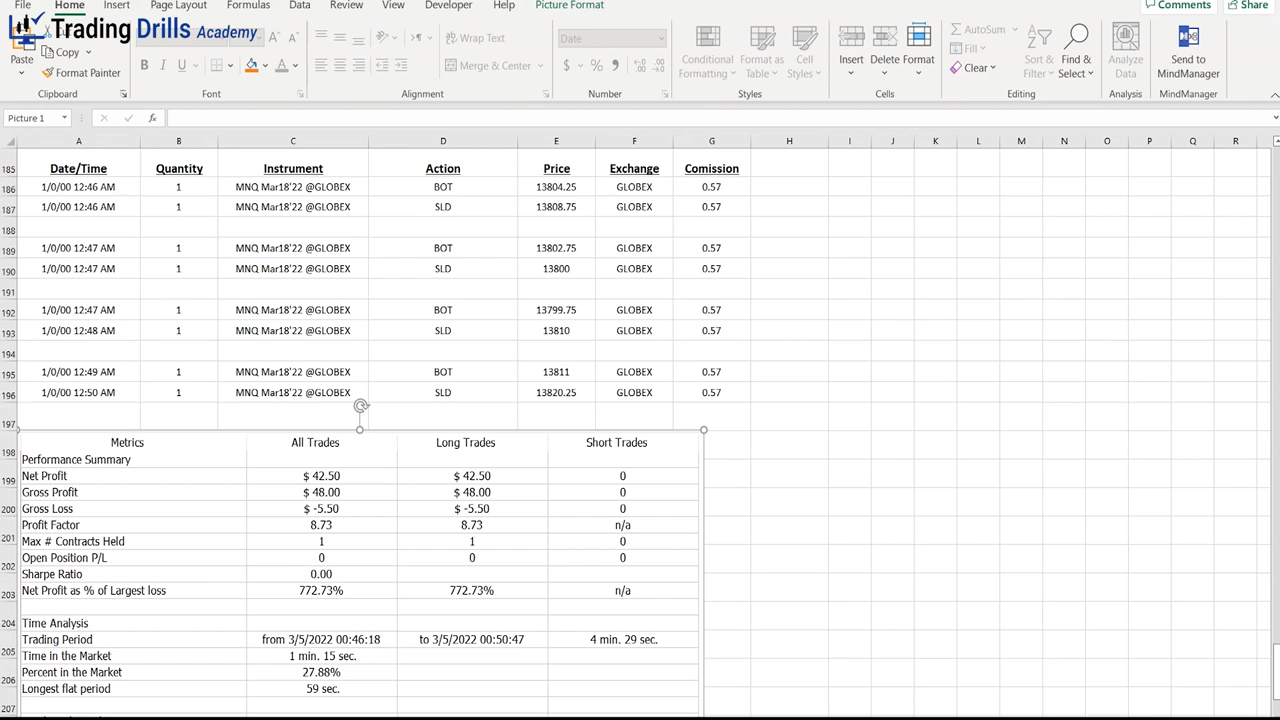 File Home Insert Page Layout Formulas Data Review View Developer Help Picture Format Comments Share
Trading Drills Academy
Paste Copy Format Painter Wrap Text Merge & Center Date Conditional Formatting Format Table Cell Styles Insert Delete Format AutoSum Fill Clear Sort & Filter Find & Select Analyze Data Send to MindManager
Clipboard Font Alignment Number Styles Cells Editing Analysis MindManager
Picture 1 fx
A B C D E F G H I J K L M N O P Q R
185 Date/Time Quantity Instrument Action Price Exchange Comission
186 1/0/00 12:46 AM 1 MNQ Mar18'22 @GLOBEX BOT 13804.25 GLOBEX 0.57
187 1/0/00 12:46 AM 1 MNQ Mar18'22 @GLOBEX SLD 13808.75 GLOBEX 0.57
188
189 1/0/00 12:47 AM 1 MNQ Mar18'22 @GLOBEX BOT 13802.75 GLOBEX 0.57
190 1/0/00 12:47 AM 1 MNQ Mar18'22 @GLOBEX SLD 13800 GLOBEX 0.57
191
192 1/0/00 12:47 AM 1 MNQ Mar18'22 @GLOBEX BOT 13799.75 GLOBEX 0.57
193 1/0/00 12:48 AM 1 MNQ Mar18'22 @GLOBEX SLD 13810 GLOBEX 0.57
194
195 1/0/00 12:49 AM 1 MNQ Mar18'22 @GLOBEX BOT 13811 GLOBEX 0.57
196 1/0/00 12:50 AM 1 MNQ Mar18'22 @GLOBEX SLD 13820.25 GLOBEX 0.57
197
198 Metrics All Trades Long Trades Short Trades
Performance Summary
199 Net Profit $ 42.50 $ 42.50 0
Gross Profit $ 48.00 $ 48.00 0
200 Gross Loss $ -5.50 $ -5.50 0
Profit Factor 8.73 8.73 n/a
201 Max # Contracts Held 1 1 0
Open Position P/L 0 0 0
202 Sharpe Ratio 0.00
203 Net Profit as % of Largest loss 772.73% 772.73% n/a
204 Time Analysis
Trading Period from 3/5/2022 00:46:18 to 3/5/2022 00:50:47 4 min. 29 sec.
205 Time in the Market 1 min. 15 sec.
206 Percent in the Market 27.88%
Longest flat period 59 sec.
207